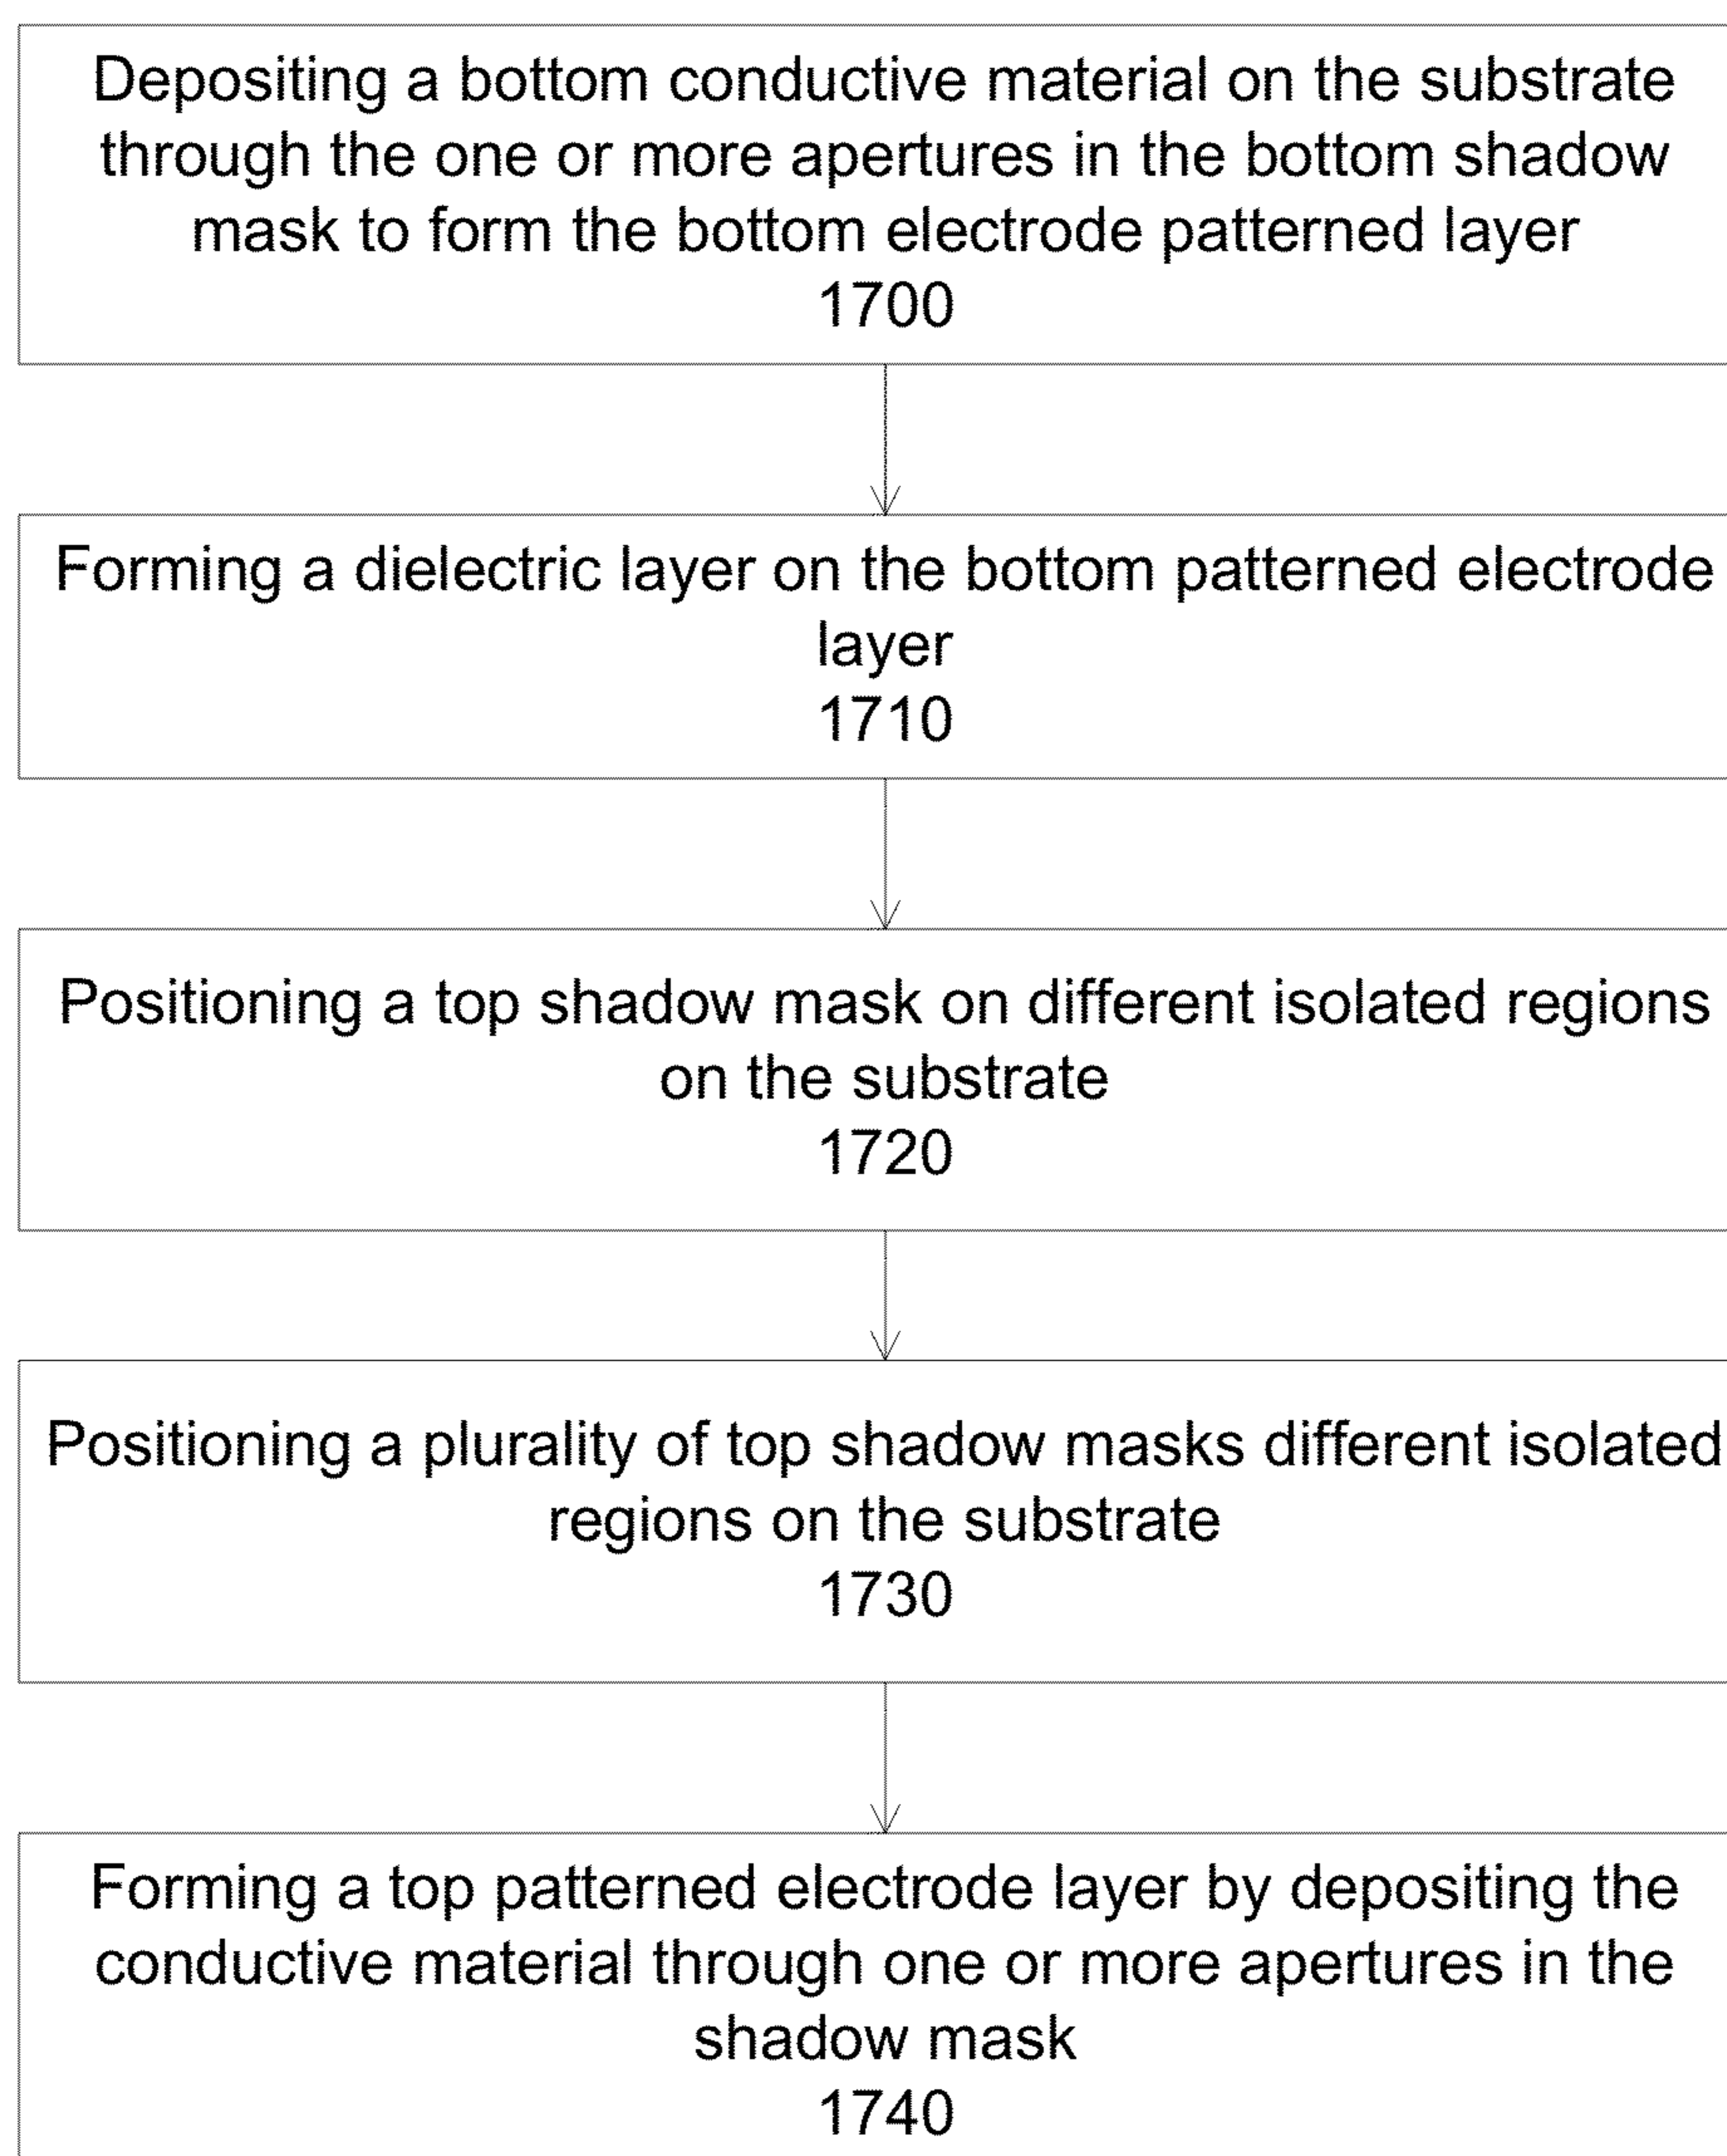 Depositing a bottom conductive material on the substrate
through the one or more apertures in the bottom shadow
mask to form the bottom electrode patterned layer
1700
Forming a dielectric layer on the bottom patterned electrode
layer
1710
Positioning a top shadow mask on different isolated regions
on the substrate
1720
Positioning a plurality of top shadow masks different isolated
regions on the substrate
1730
Forming a top patterned electrode layer by depositing the
conductive material through one or more apertures in the
shadow mask
1740